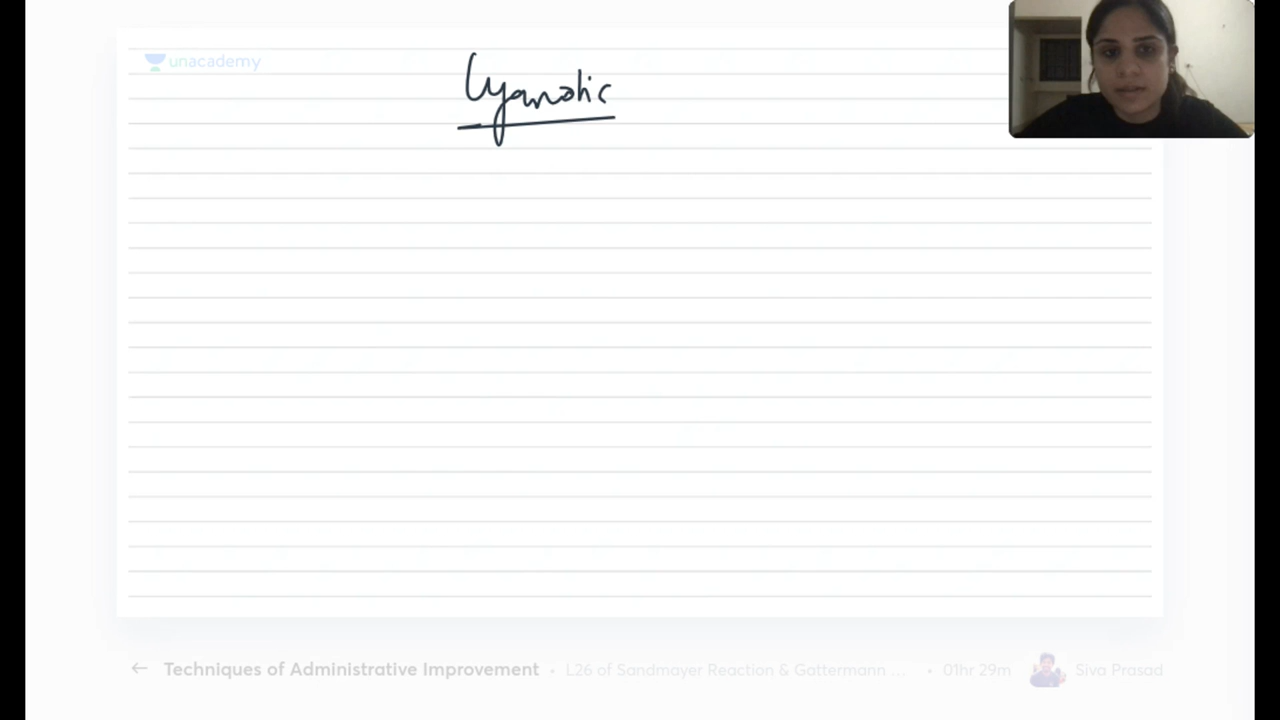 unacademy
Cyanotic
Techniques of Administrative Improvement • L26 of Sandmayer Reaction & Gattermann ... • 01hr 29m Siva Prasad